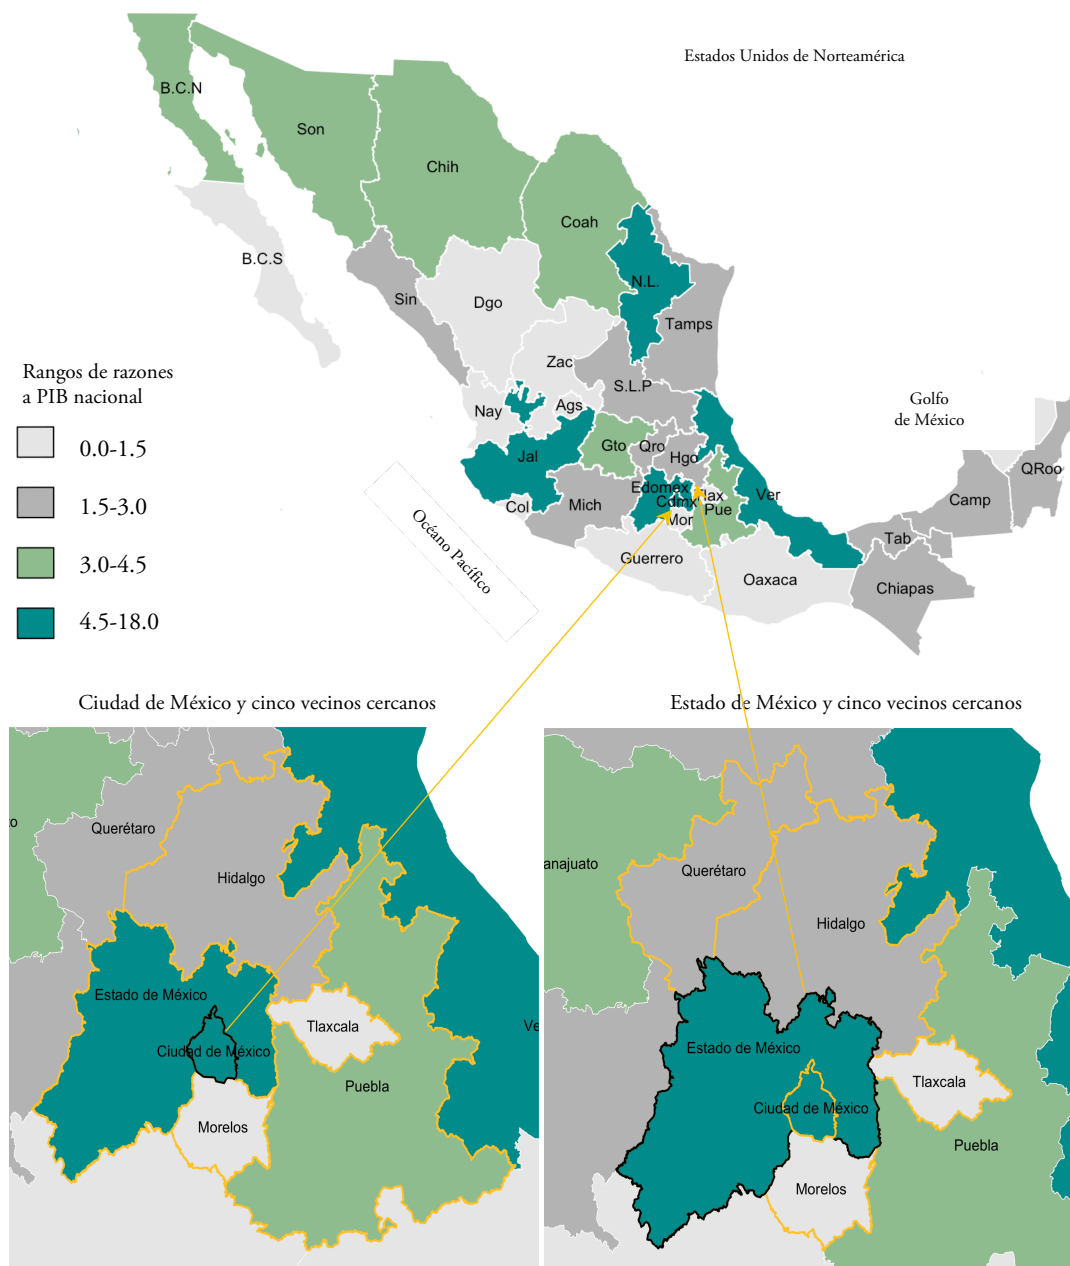 Estados Unidos de Norteamérica
B.C.N
Son
Chih
Coah
B.C.S
N.L.
Sin
Dgo
Tamps
Rangos de razones
a PIB nacional
0.0-1.5
1.5-3.0
3.0-4.5
4.5-18.0
Zac
S.L.P
Golfo
de México
Nay
Ags
Jal
Gto
Qro
Hgo
QRoo
Edomex
Cdmx
Tlax
Pue
Ver
Camp
Col
Mich
Mor
Tab
Océano Pacífico
Guerrero
Oaxaca
Chiapas
Ciudad de México y cinco vecinos cercanos
to
Querétaro
Hidalgo
Estado de México
Tlaxcala
Ve
Ciudad de México
Puebla
Morelos
Estado de México y cinco vecinos cercanos
anajuato
Querétaro
Hidalgo
Estado de México
Tlaxcala
Ciudad de México
Puebla
Morelos